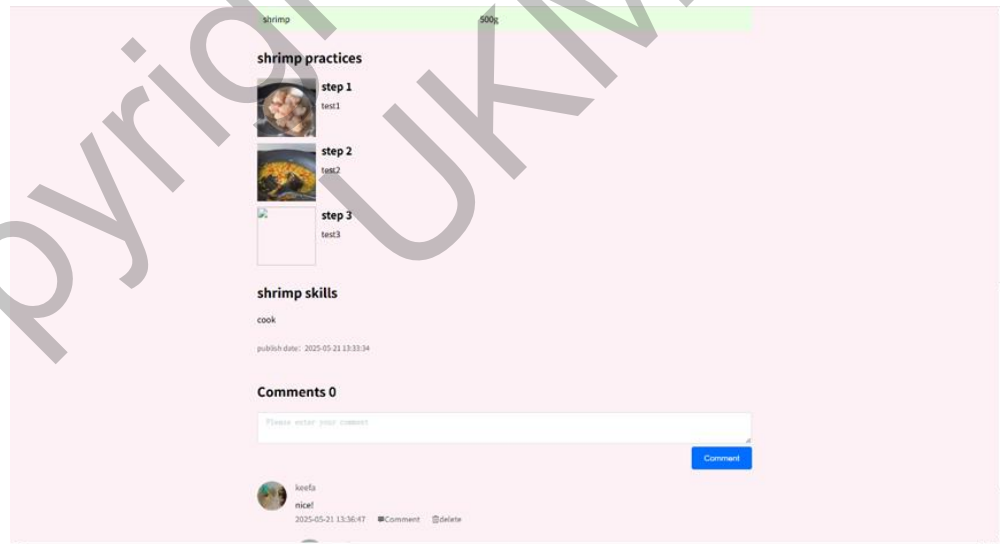 shrimp 500g
shrimp practices
step 1
test1
step 2
test2
step 3
test3
shrimp skills
cook
publish date: 2025-05-21 13:33:34
Comments 0
Please enter your comment
Comment
keefa
nice!
2025-05-21 13:36:47 Comment delete
pyrig
UKM